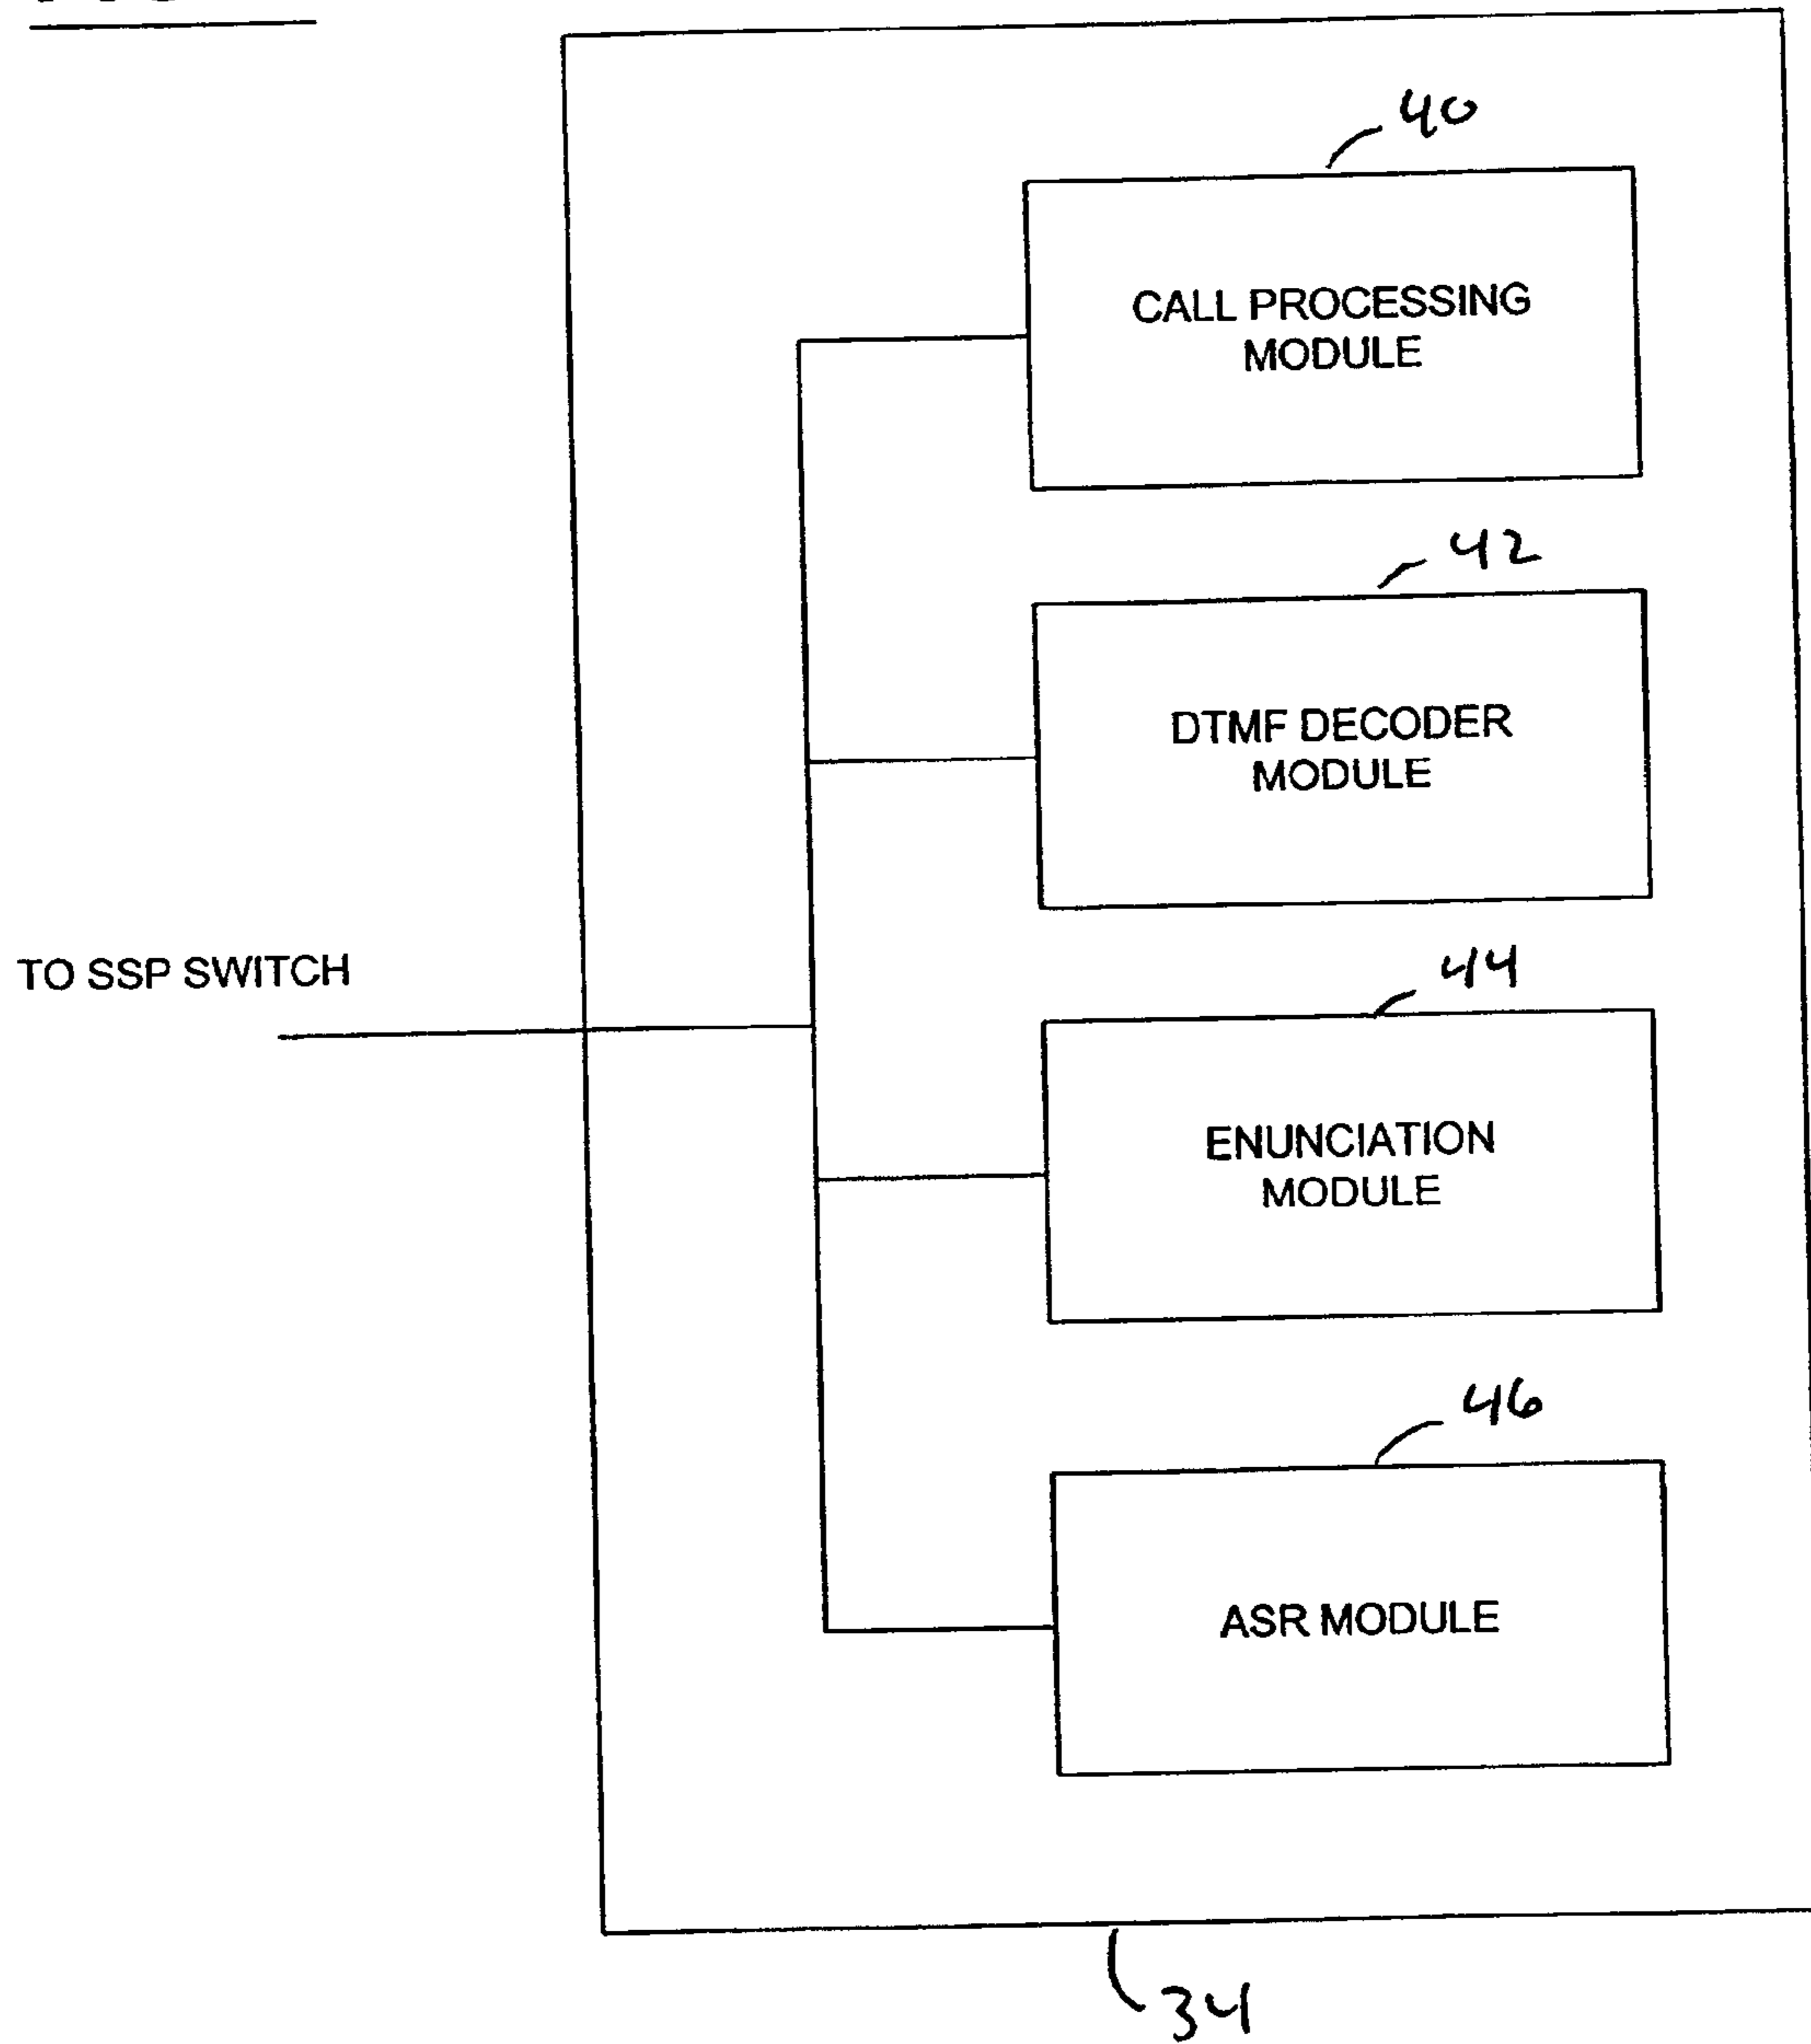 40
CALL PROCESSING
MODULE
42
DTMF DECODER
MODULE
TO SSP SWITCH
44
ENUNCIATION
MODULE
46
ASR MODULE
34